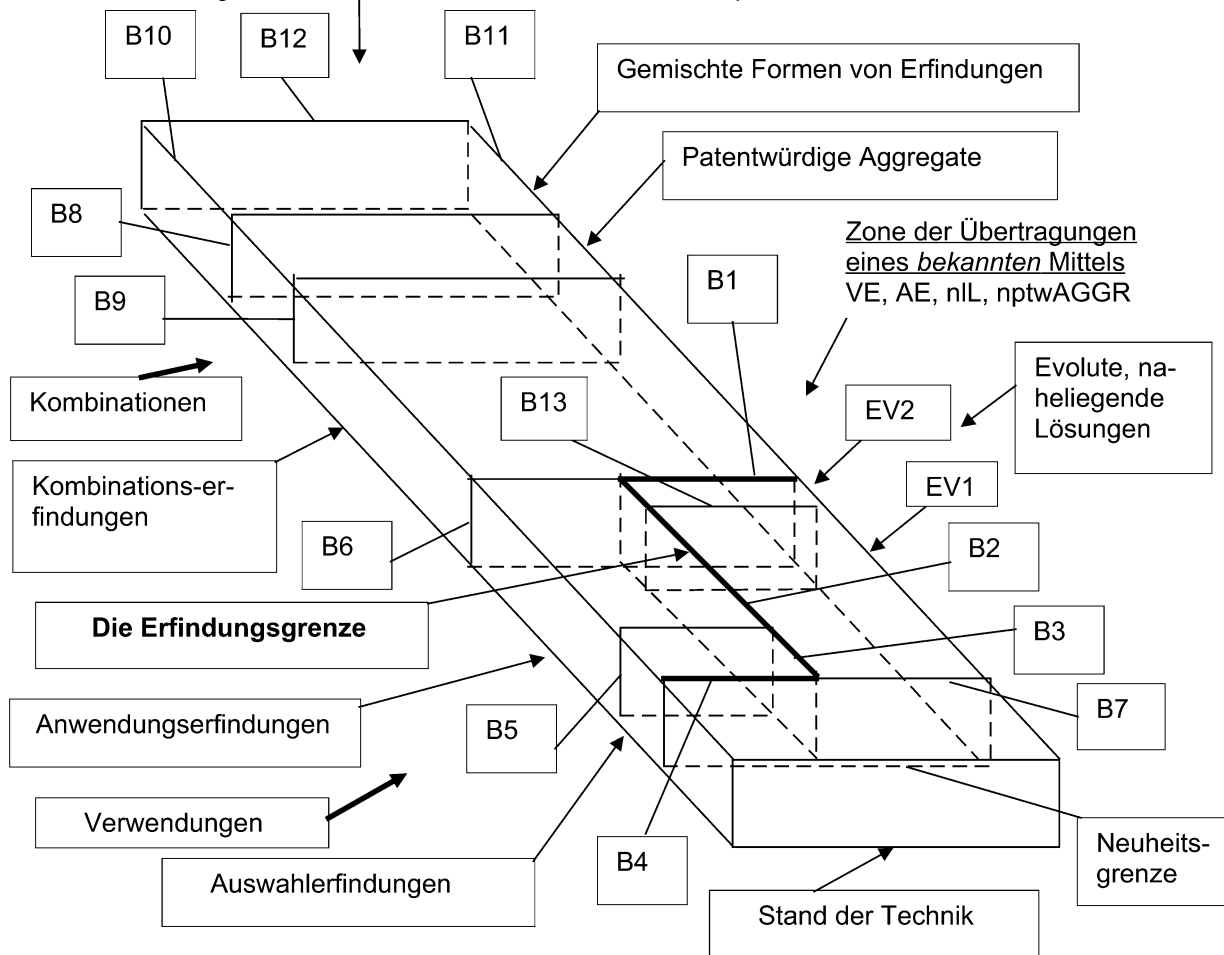 B10
B12
B11
Gemischte Formen von Erfindungen
Patentwürdige Aggregate
B8
Zone der Übertragungen
eines bekannten Mittels
VE, AE, nIL, nptwAGGR
B9
B1
Kombinationen
B13
EV2
Evolute, na-
heliegende
Lösungen
Kombinations-er-
findungen
EV1
B6
B2
Die Erfindungsgrenze
B3
Anwendungserfindungen
B5
B7
Verwendungen
B4
Neuheits-
grenze
Auswahlerfindungen
Stand der Technik